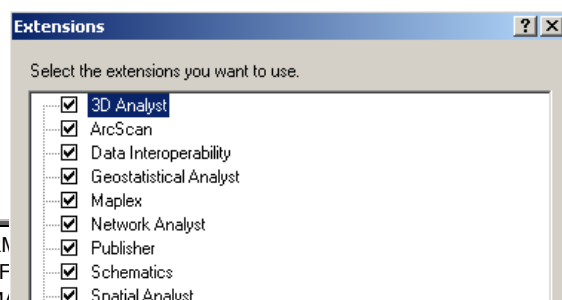 Extensions
Select the extensions you want to use.
3D Analyst
ArcScan
Data Interoperability
Geostatistical Analyst
Maplex
Network Analyst
Publisher
Schematics
Spatial Analyst